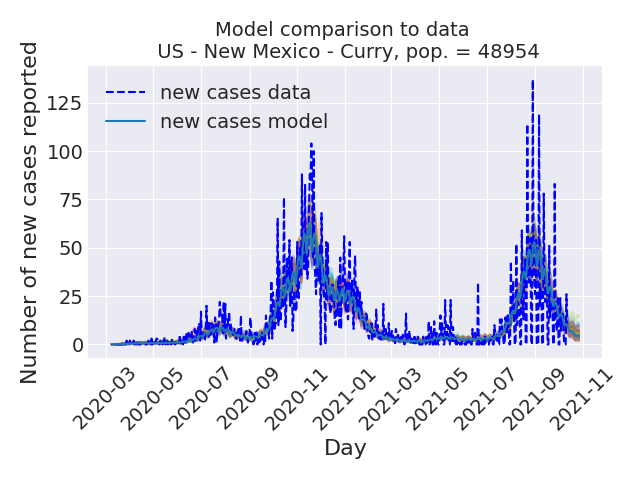 Model comparison to data
US - New Mexico - Curry, pop. = 48954
Number of new cases reported
125
100
75
50
25
0
new cases data
new cases model
2020-03
2020-05
2020-07
2020-09
2020-11
2021-01
2021-03
2021-05
2021-07
2021-09
2021-11
Day